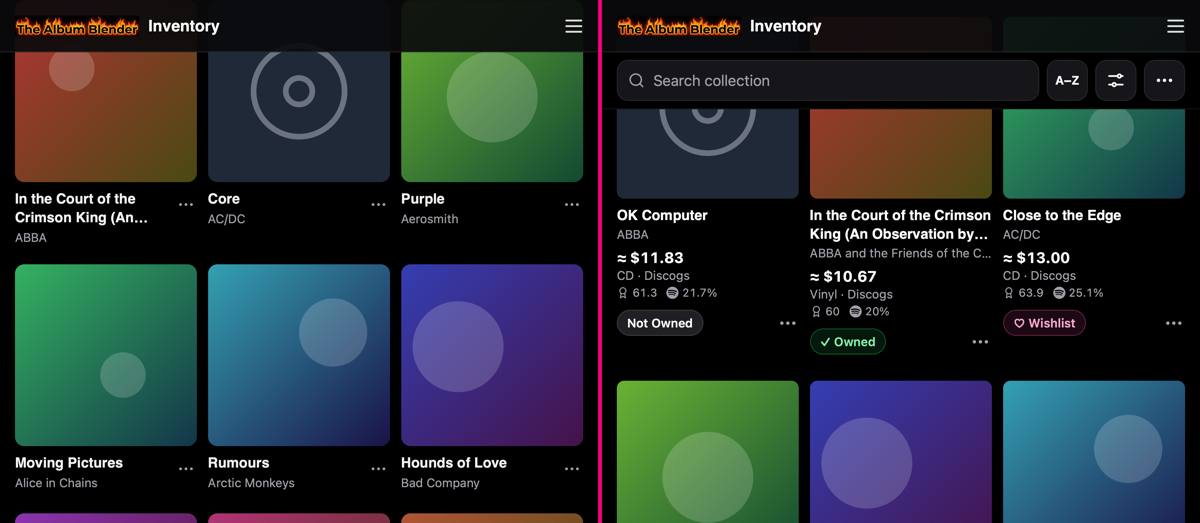 The Album Blender Inventory
In the Court of the
Crimson King (An...
ABBA
Core
AC/DC
Purple
Aerosmith
Moving Pictures
Alice in Chains
Rumours
Arctic Monkeys
Hounds of Love
Bad Company
The Album Blender Inventory
Search collection
A–Z
OK Computer
ABBA
≈ $11.83
CD · Discogs
61.3 21.7%
Not Owned
In the Court of the Crimson
King (An Observation by...
ABBA and the Friends of the C...
≈ $10.67
Vinyl · Discogs
60 20%
✓ Owned
Close to the Edge
AC/DC
≈ $13.00
CD · Discogs
63.9 25.1%
♡ Wishlist